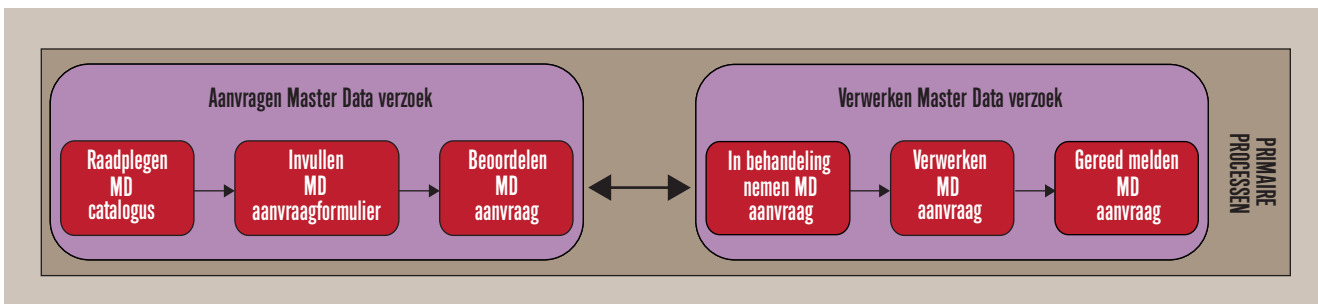 Aanvragen Master Data verzoek
Raadplegen
MD
catalogus
Invullen
MD
aanvraagformulier
Beoordelen
MD
aanvraag
Verwerken Master Data verzoek
In behandeling
nemen MD
aanvraag
Verwerken
MD
aanvraag
Gereed melden
MD
aanvraag
PRIMAIRE
PROCESSEN